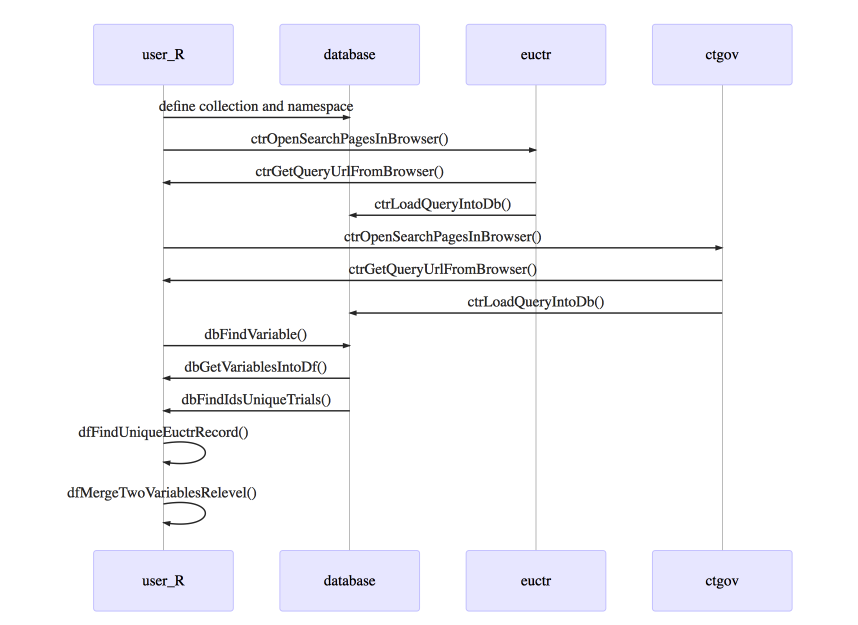 user_R database euctr ctgov
define collection and namespace
ctrOpenSearchPagesInBrowser()
ctrGetQueryUrlFromBrowser()
ctrLoadQueryIntoDb()
ctrOpenSearchPagesInBrowser()
ctrGetQueryUrlFromBrowser()
ctrLoadQueryIntoDb()
dbFindVariable()
dbGetVariablesIntoDf()
dbFindIdsUniqueTrials()
dfFindUniqueEuctrRecord()
dfMergeTwoVariablesRelevel()
user_R database euctr ctgov